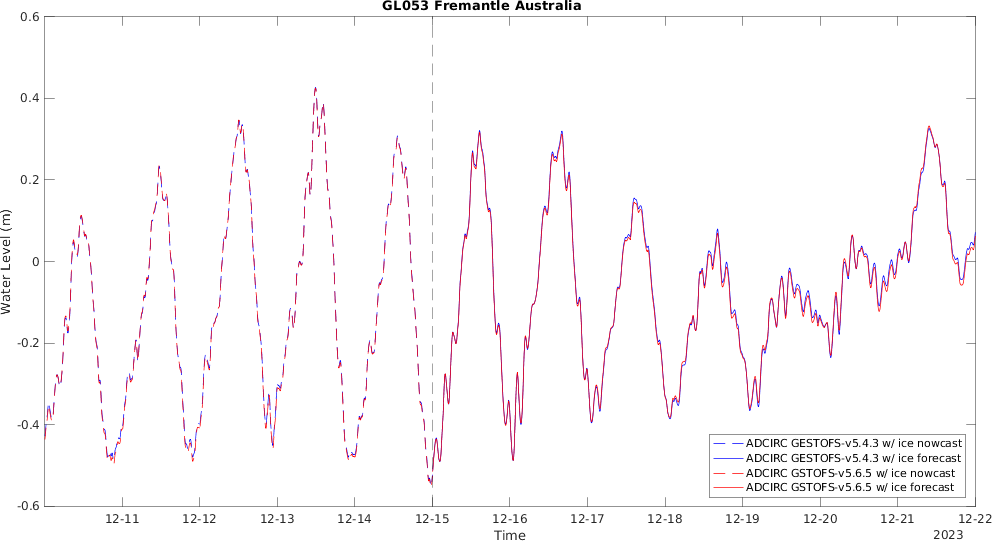 GL053 Fremantle Australia
0.6
0.4
0.2
0
-0.2
-0.4
-0.6
Water Level (m)
ADCIRC GESTOFS-v5.4.3 w/ ice nowcast
ADCIRC GESTOFS-v5.4.3 w/ ice forecast
ADCIRC GSTOFS-v5.6.5 w/ ice nowcast
ADCIRC GSTOFS-v5.6.5 w/ ice forecast
12-11 12-12 12-13 12-14 12-15 12-16 12-17 12-18 12-19 12-20 12-21 12-22
Time
2023